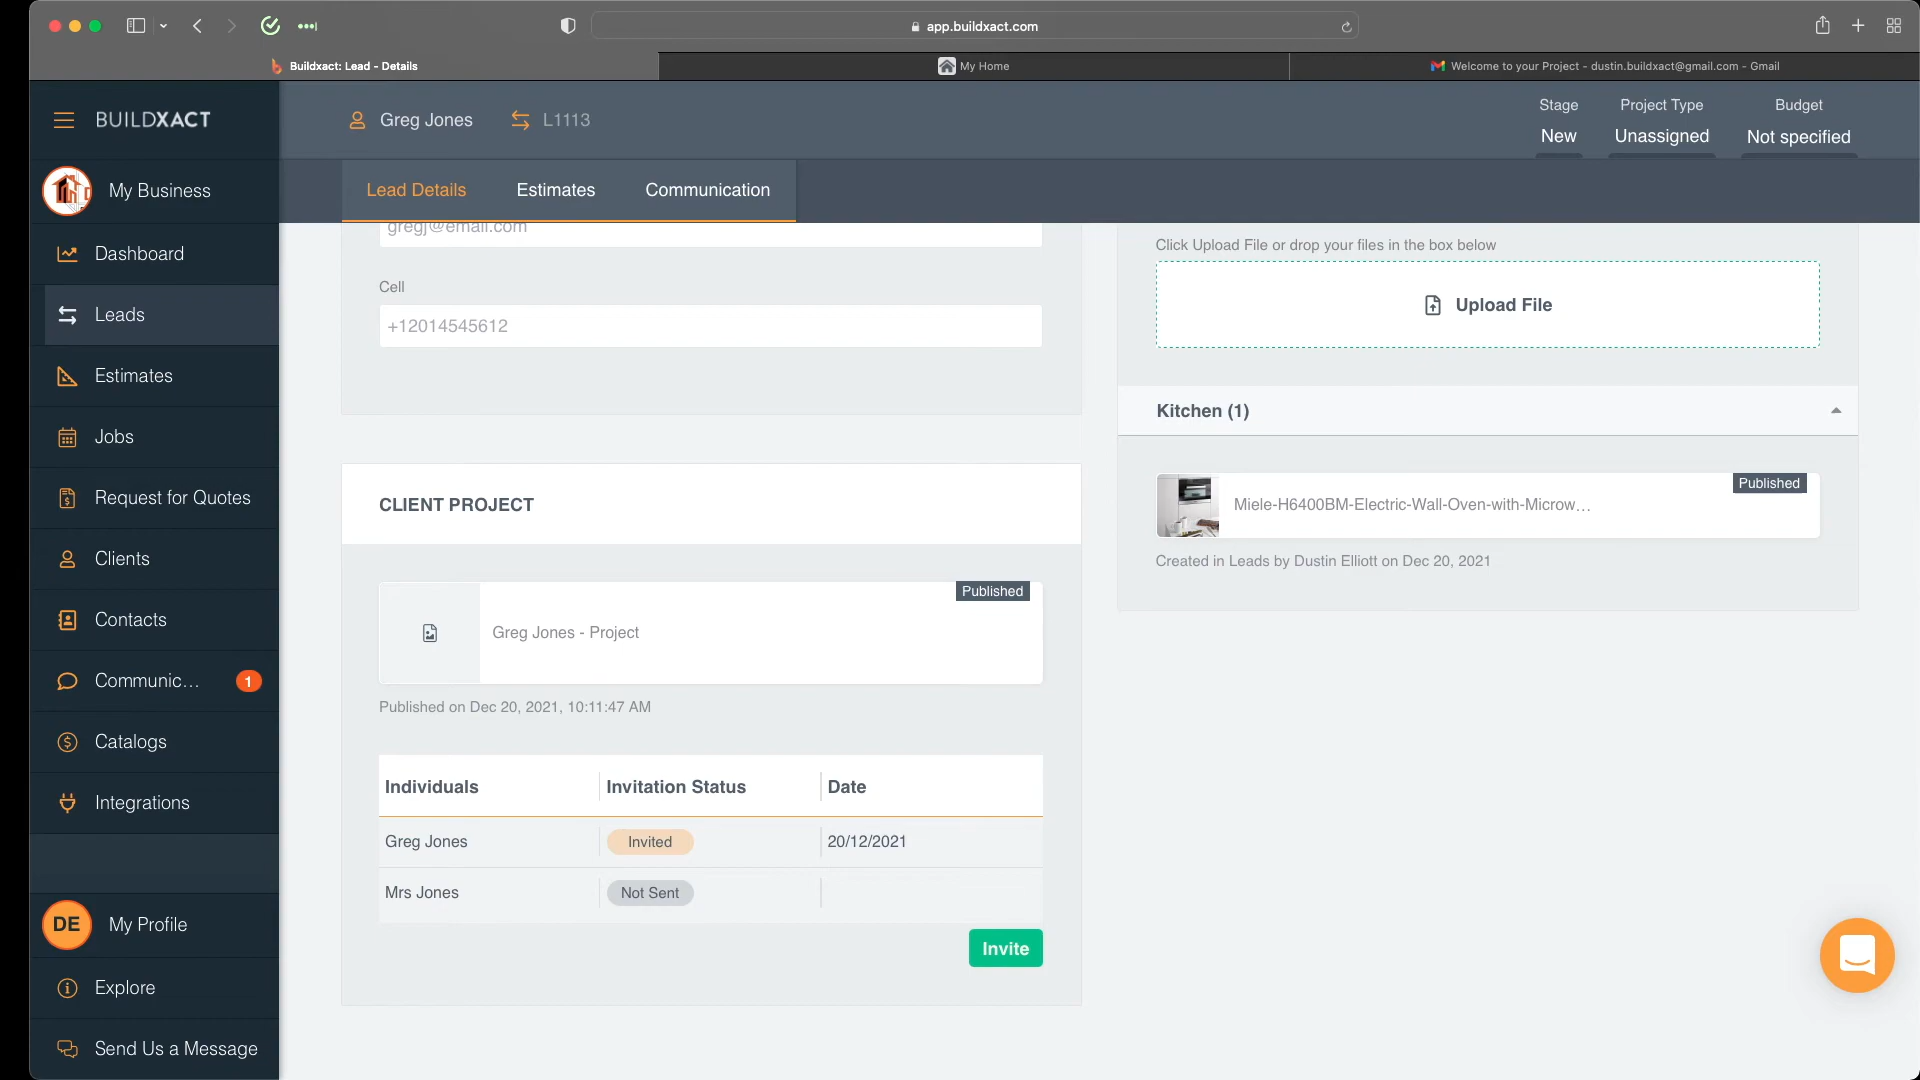 app.buildxact.com
Buildxact: Lead - Details
My Home
Welcome to your Project - dustin.buildxact@gmail.com - Gmail
BUILDXACT
Greg Jones
L1113
Stage
New
Project Type
Unassigned
Budget
Not specified
My Business
Dashboard
Leads
Estimates
Jobs
Request for Quotes
Clients
Contacts
Communic...
1
Catalogs
Integrations
DE
My Profile
Explore
Send Us a Message
Lead Details
Estimates
Communication
gregj@email.com
Cell
+12014545612
CLIENT PROJECT
Published
Greg Jones - Project
Published on Dec 20, 2021, 10:11:47 AM
Individuals
Invitation Status
Date
Greg Jones
Invited
20/12/2021
Mrs Jones
Not Sent
Invite
Click Upload File or drop your files in the box below
Upload File
Kitchen (1)
Published
Miele-H6400BM-Electric-Wall-Oven-with-Microw...
Created in Leads by Dustin Elliott on Dec 20, 2021